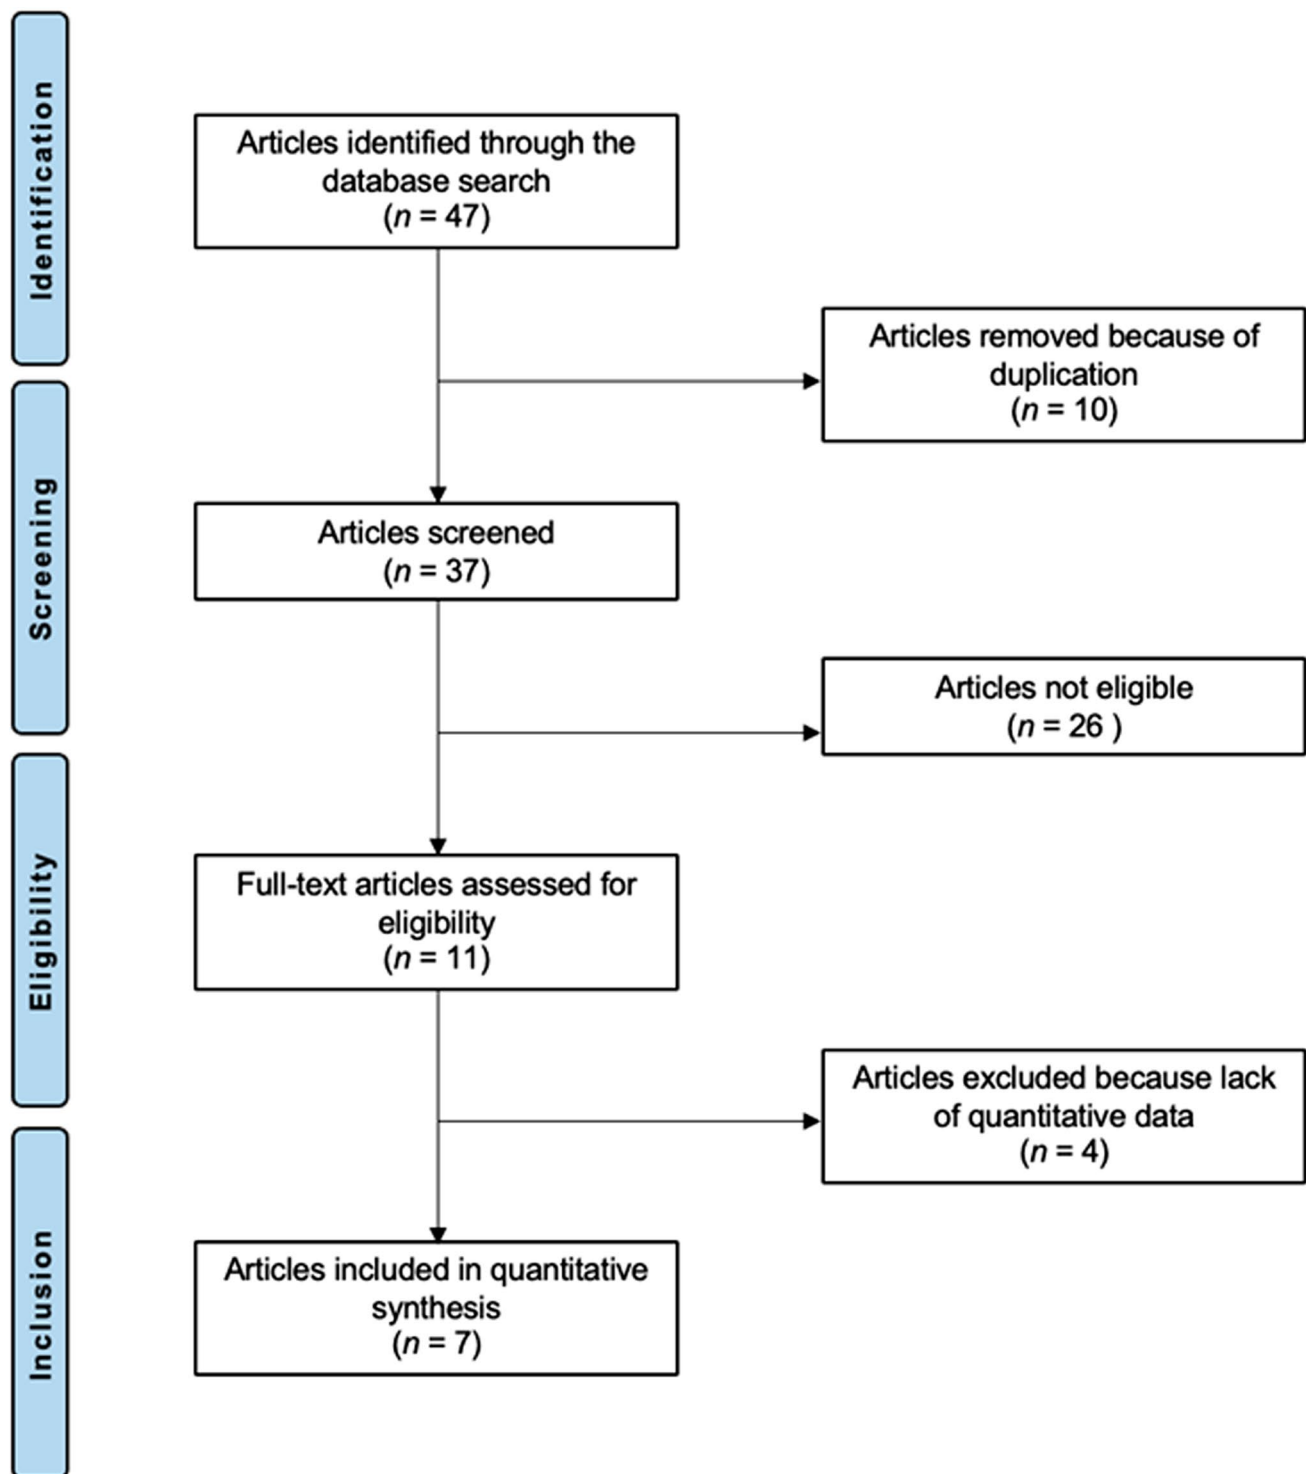 Identification
Articles identified through the
database search
(n = 47)
Articles removed because of
duplication
(n = 10)
Screening
Articles screened
(n = 37)
Articles not eligible
(n = 26 )
Eligibility
Full-text articles assessed for
eligibility
(n = 11)
Articles excluded because lack
of quantitative data
(n = 4)
Inclusion
Articles included in quantitative
synthesis
(n = 7)